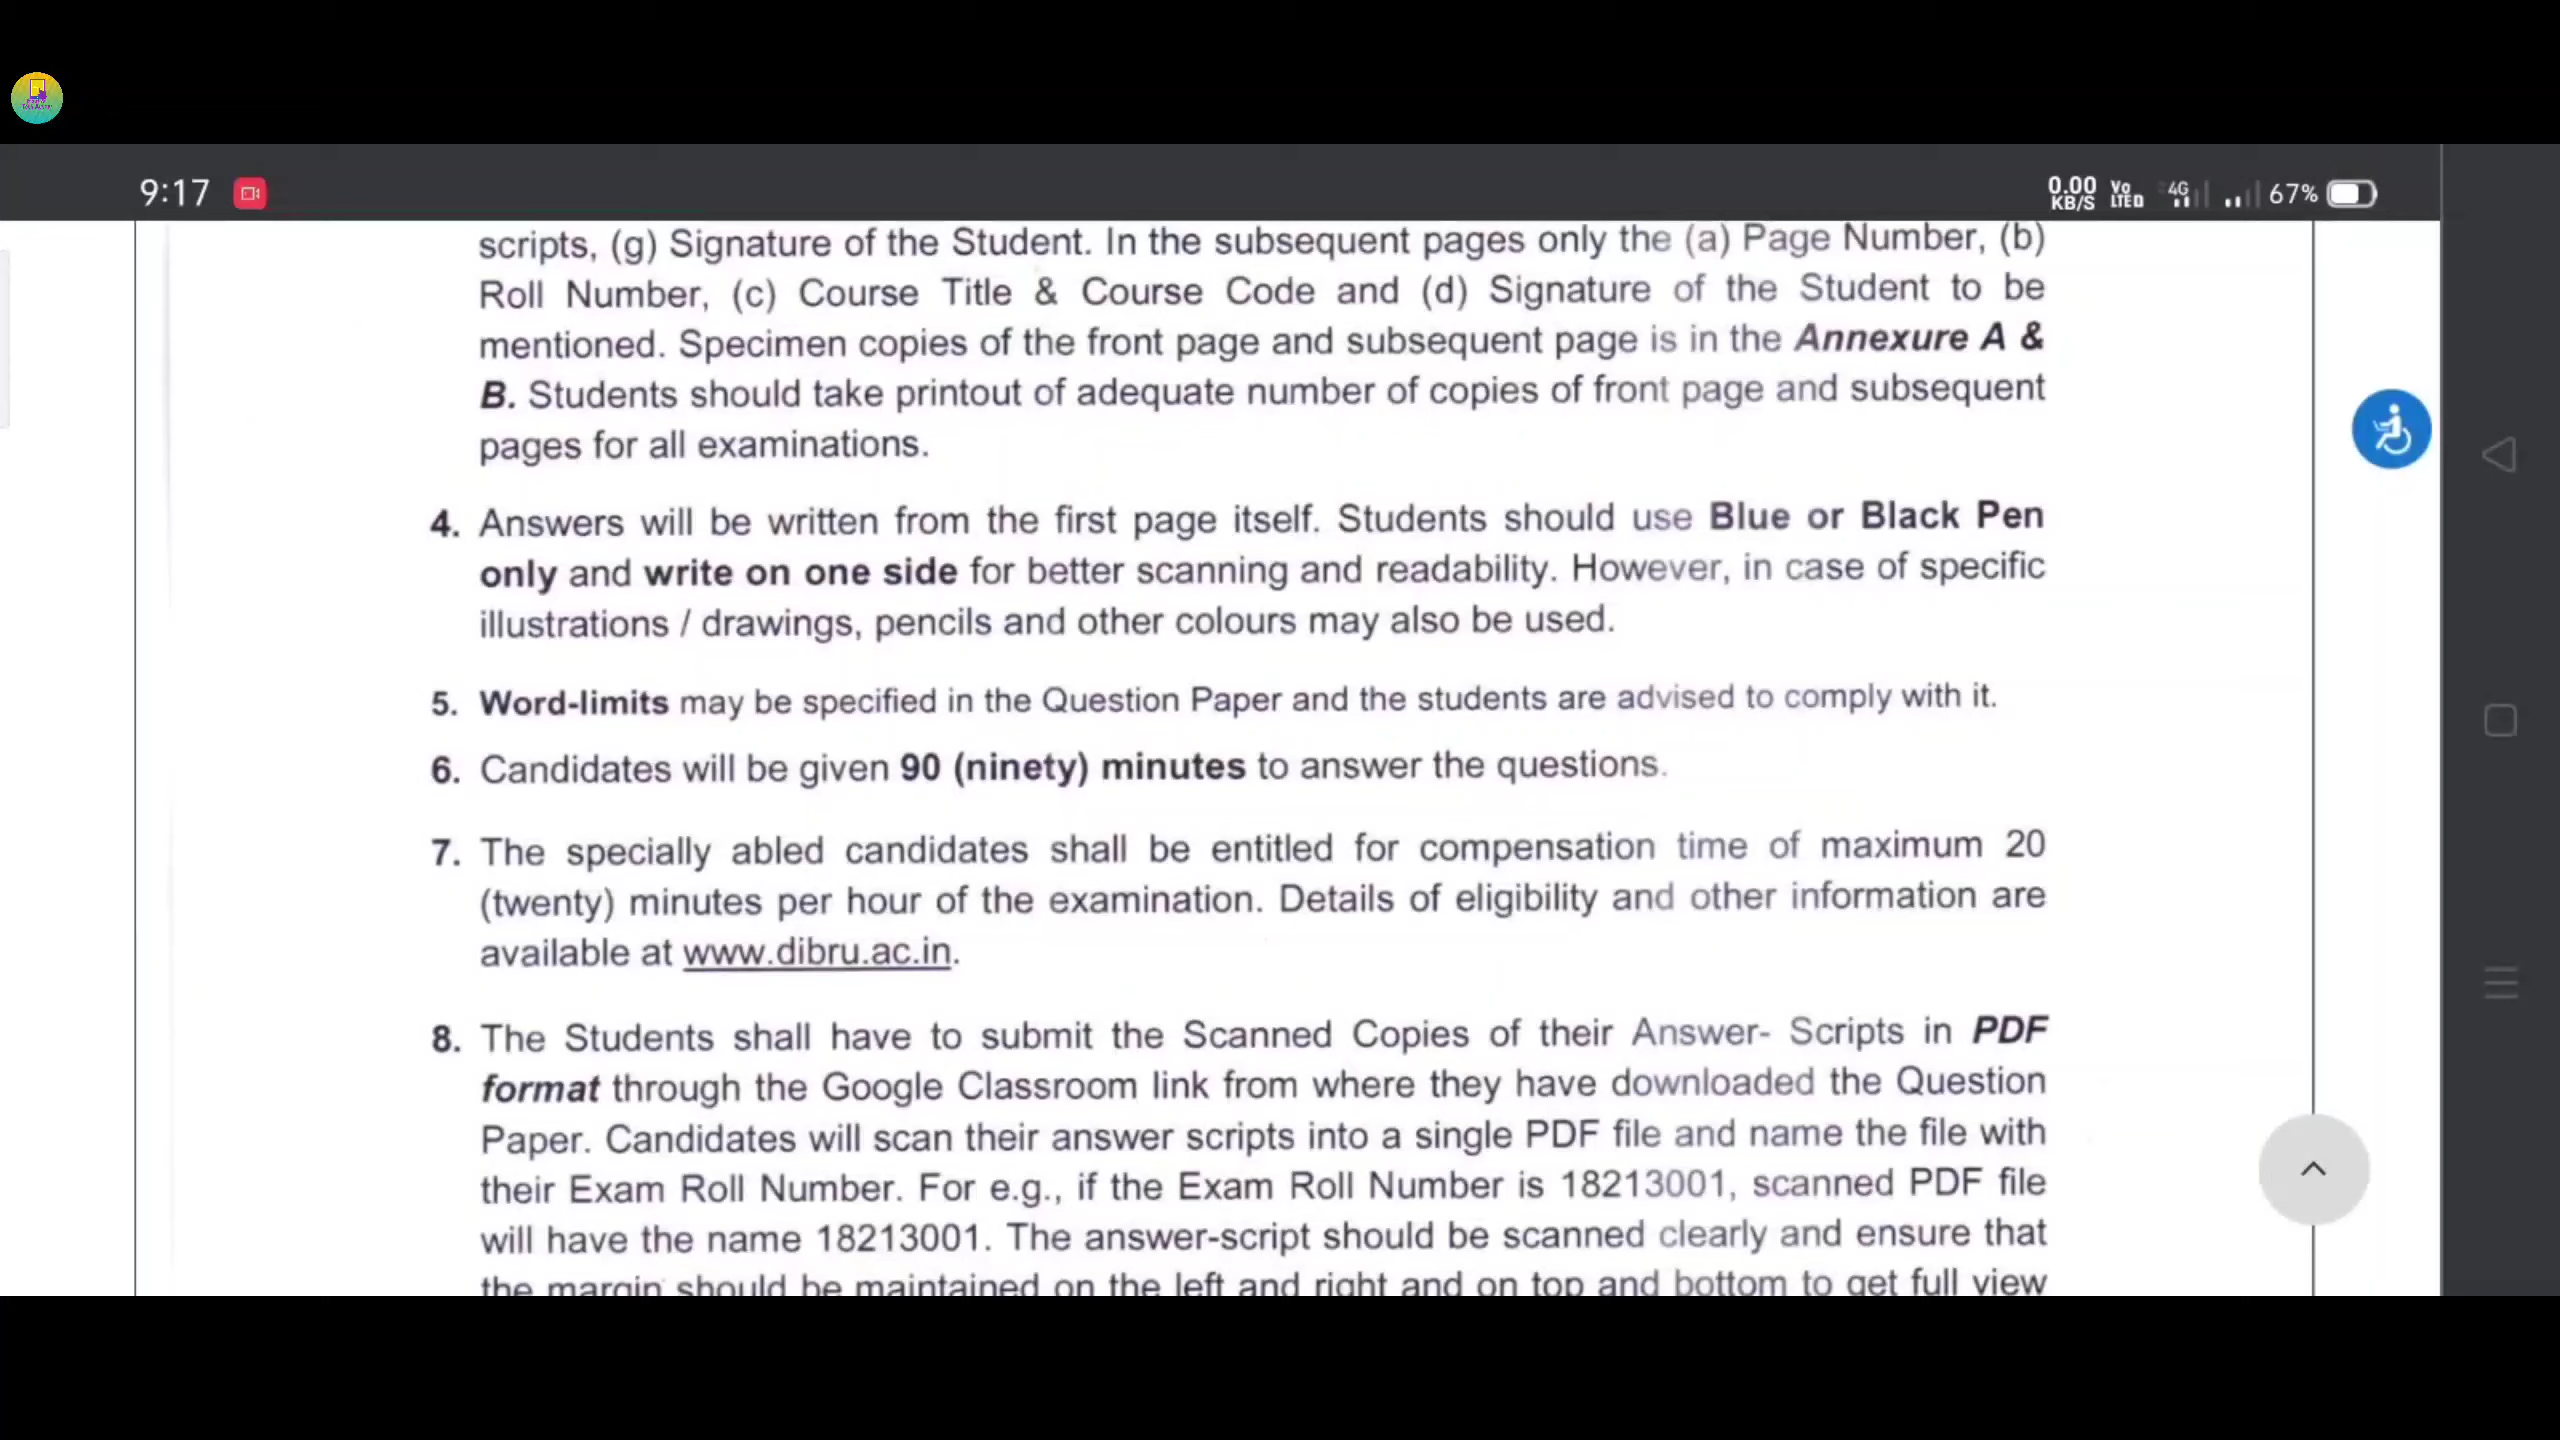 9:17
0.00
KB/S
Vo
LTE
4G
67%
scripts, (g) Signature of the Student. In the subsequent pages only the (a) Page Number, (b)
Roll Number, (c) Course Title & Course Code and (d) Signature of the Student to be
mentioned. Specimen copies of the front page and subsequent page is in the Annexure A &
B. Students should take printout of adequate number of copies of front page and subsequent
pages for all examinations.
4. Answers will be written from the first page itself. Students should use Blue or Black Pen
only and write on one side for better scanning and readability. However, in case of specific
illustrations / drawings, pencils and other colours may also be used.
5. Word-limits may be specified in the Question Paper and the students are advised to comply with it.
6. Candidates will be given 90 (ninety) minutes to answer the questions.
7. The specially abled candidates shall be entitled for compensation time of maximum 20
(twenty) minutes per hour of the examination. Details of eligibility and other information are
available at www.dibru.ac.in.
8. The Students shall have to submit the Scanned Copies of their Answer- Scripts in PDF
format through the Google Classroom link from where they have downloaded the Question
Paper. Candidates will scan their answer scripts into a single PDF file and name the file with
their Exam Roll Number. For e.g., if the Exam Roll Number is 18213001, scanned PDF file
will have the name 18213001. The answer-script should be scanned clearly and ensure that
the margin should be maintained on the left and right and on top and bottom to get full view